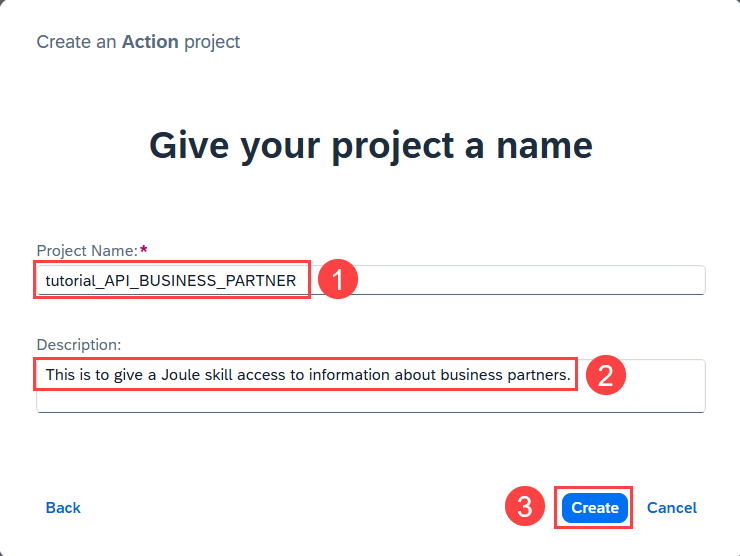 Create an Action project
Give your project a name
Project Name:*
tutorial_API_BUSINESS_PARTNER
1
Description:
This is to give a Joule skill access to information about business partners.
2
Back
3
Create
Cancel